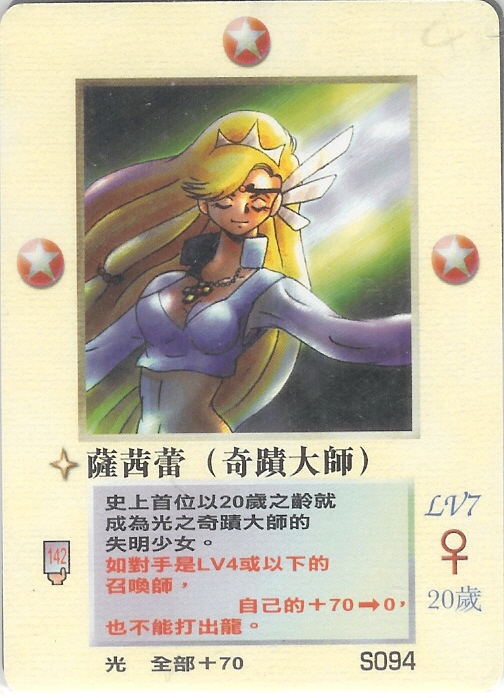 薩茜蕾（奇蹟大師）
史上首位以20歲之齡就
成為光之奇蹟大師的
失明少女。
如對手是LV4或以下的
召喚師，
自己的＋70➡0，
也不能打出龍。
LV7
♀
20歲
142
光 全部＋70
S094